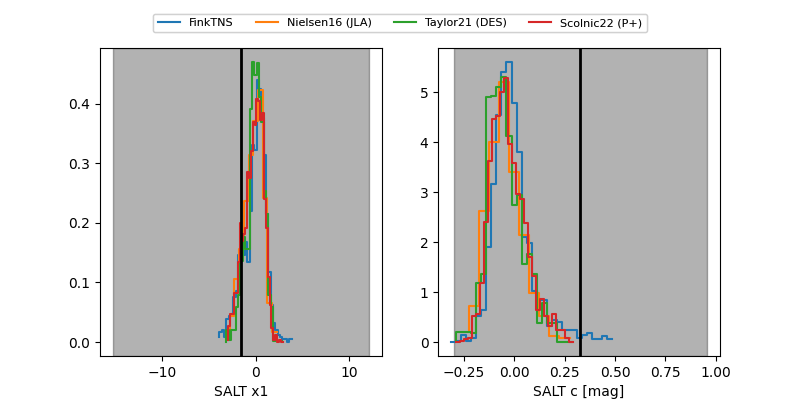 FinkTNS Nielsen16 (JLA) Taylor21 (DES) Scolnic22 (P+)
0.4
0.3
0.2
0.1
0.0
−10 0 10
SALT x1
5
4
3
2
1
0
−0.25 0.00 0.25 0.50 0.75 1.00
SALT c [mag]